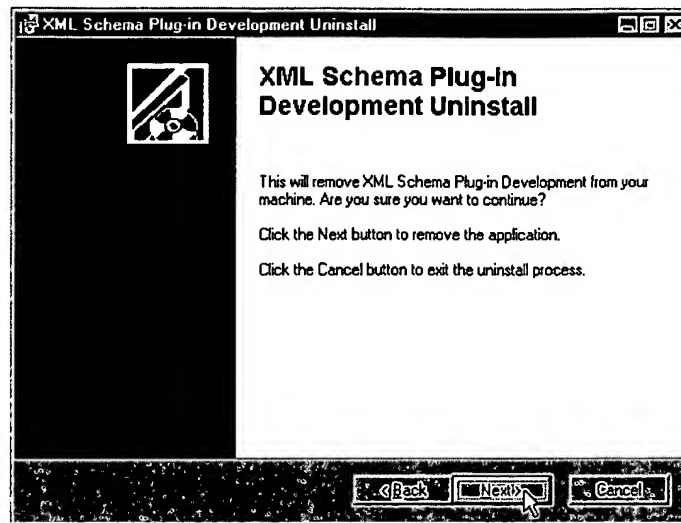 XML Schema Plug-in Development Uninstall
XML Schema Plug-in
Development Uninstall
This will remove XML Schema Plug-in Development from your
machine. Are you sure you want to continue?
Click the Next button to remove the application.
Click the Cancel button to exit the uninstall process.
< Back
Next >
Cancel